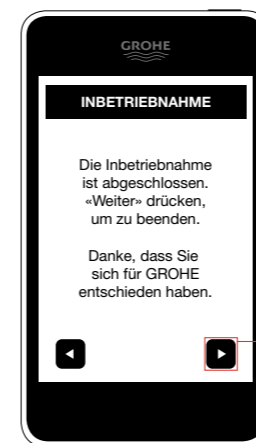 GROHE
INBETRIEBNAHME
Die Inbetriebnahme
ist abgeschlossen.
«Weiter» drücken,
um zu beenden.
Danke, dass Sie
sich für GROHE
entschieden haben.